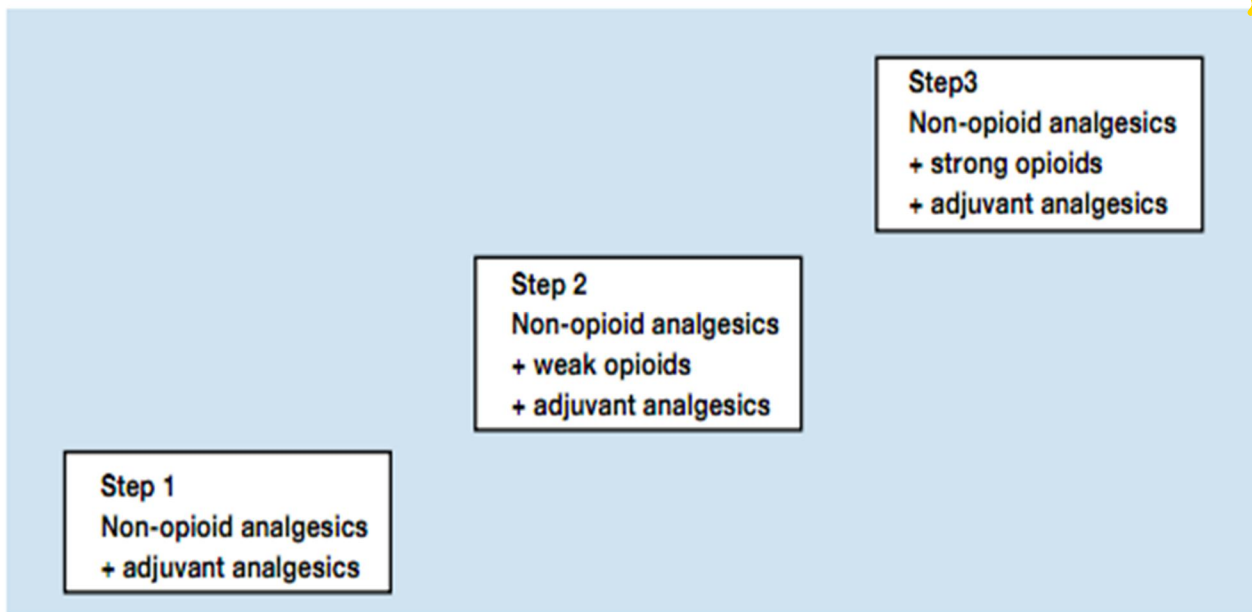 Step3
Non-opioid analgesics
+ strong opioids
+ adjuvant analgesics
Step 2
Non-opioid analgesics
+ weak opioids
+ adjuvant analgesics
Step 1
Non-opioid analgesics
+ adjuvant analgesics